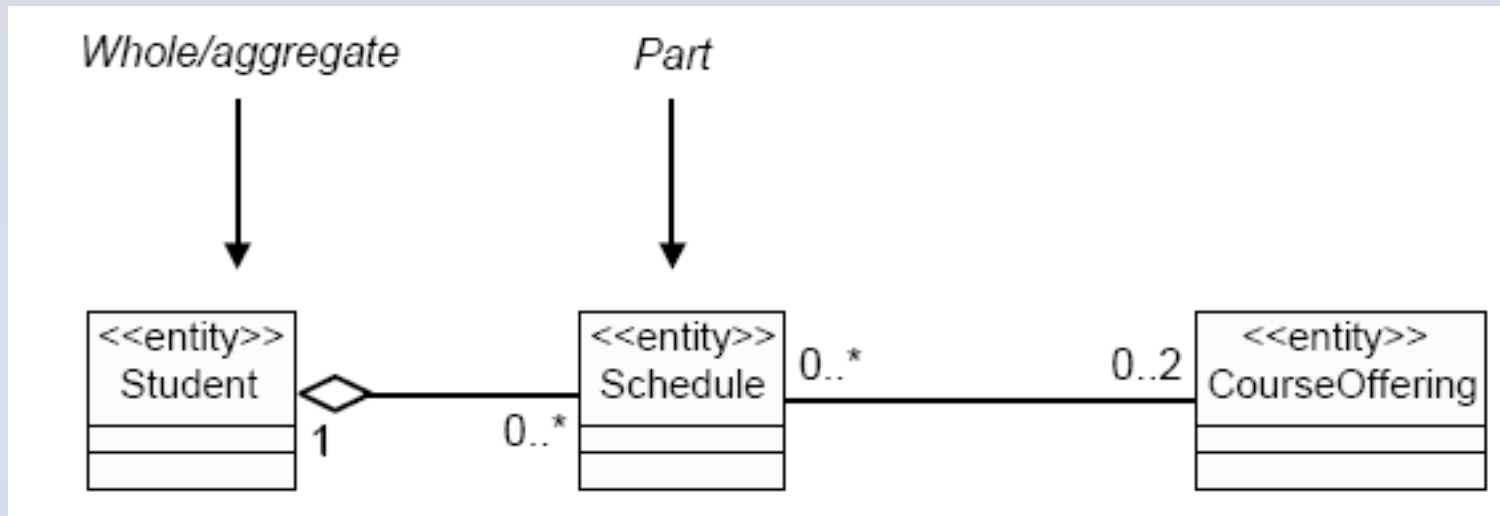 Whole/aggregate
Part
<<entity>>
Student
1
0..*
<<entity>>
Schedule
0..*
0..2
<<entity>>
CourseOffering